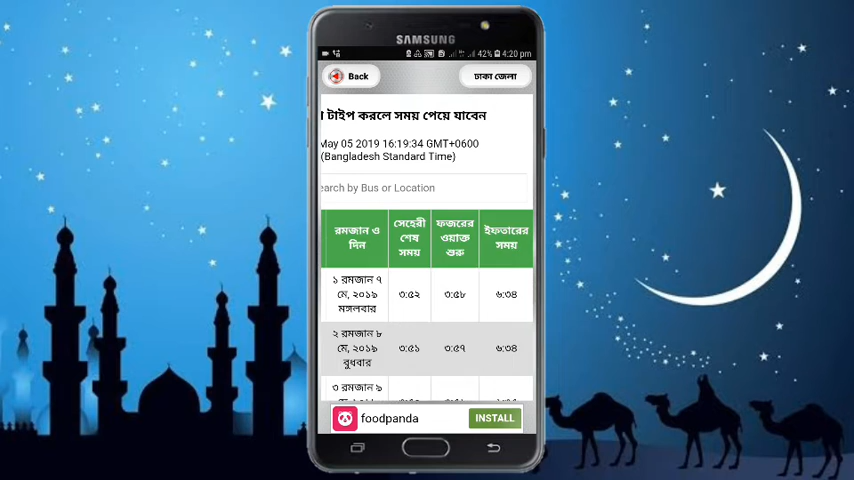 SAMSUNG
42% 4:20 pm
Back
ঢাকা জেলা
টাইপ করলে সময় পেয়ে যাবেন
May 05 2019 16:19:34 GMT+0600
(Bangladesh Standard Time)
earch by Bus or Location
রমজান ও
দিন
সেহেরী
শেষ
সময়
ফজরের
ওয়াক্ত
শুরু
ইফতারের
সময়
১ রমজান ৭
মে, ২০১৯
মঙ্গলবার
৩:৫২
৩:৫৮
৬:৩৪
২ রমজান ৮
মে, ২০১৯
বুধবার
৩:৫১
৩:৫৭
৬:৩৪
৩ রমজান ৯
foodpanda
INSTALL